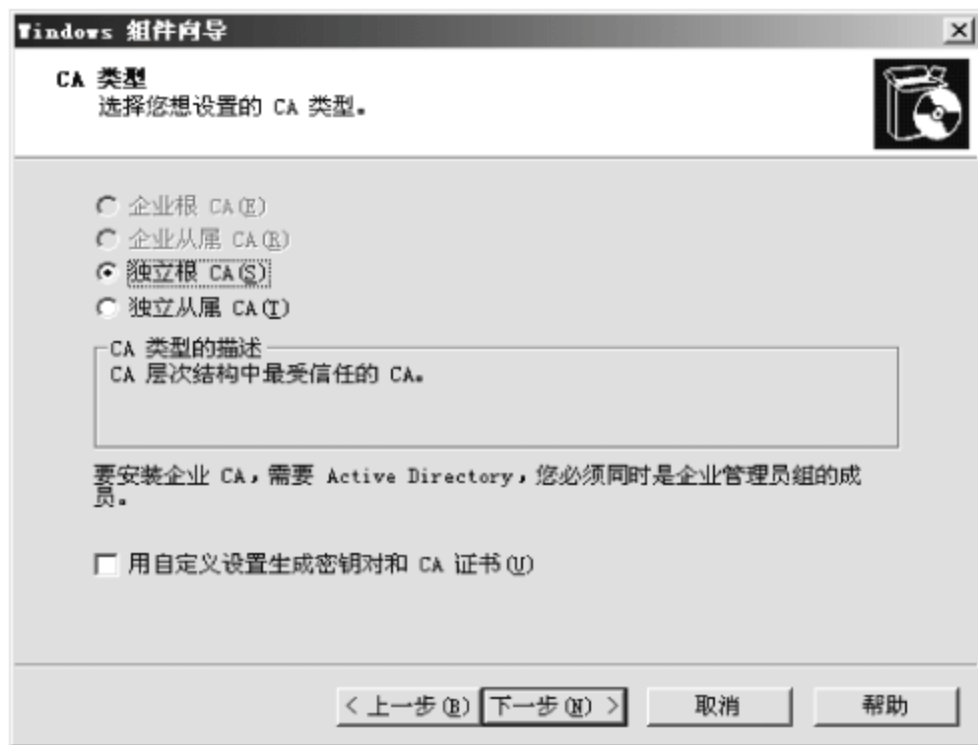 Windows 组件向导
CA 类型
选择您想设置的 CA 类型。
企业根 CA(E)
企业从属 CA(R)
独立根 CA(S)
独立从属 CA(T)
CA 类型的描述
CA 层次结构中最受信任的 CA。
要安装企业 CA，需要 Active Directory，您必须同时是企业管理员组的成
员。
用自定义设置生成密钥对和 CA 证书(U)
< 上一步(B) 下一步(N) > 取消 帮助